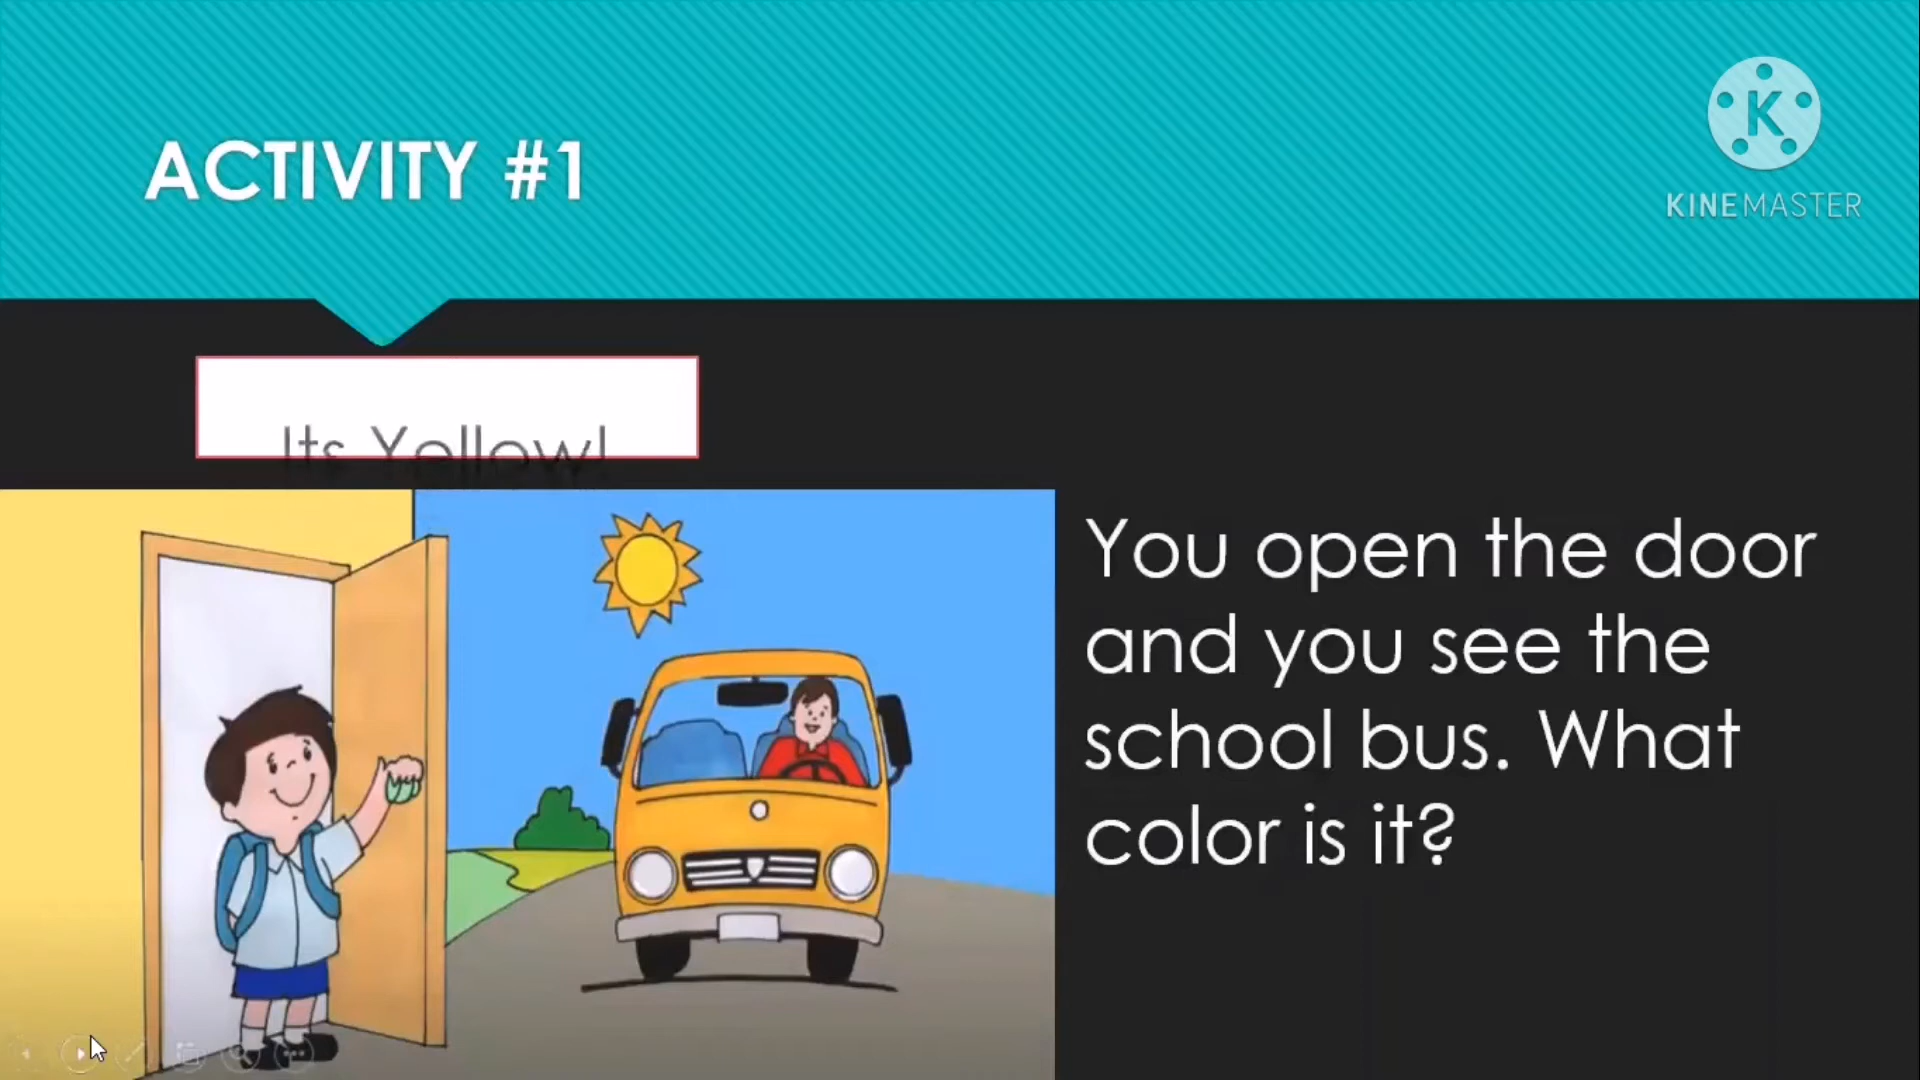 ACTIVITY #1
K
KINEMASTER
Its Yellow!
You open the door
and you see the
school bus. What
color is it?